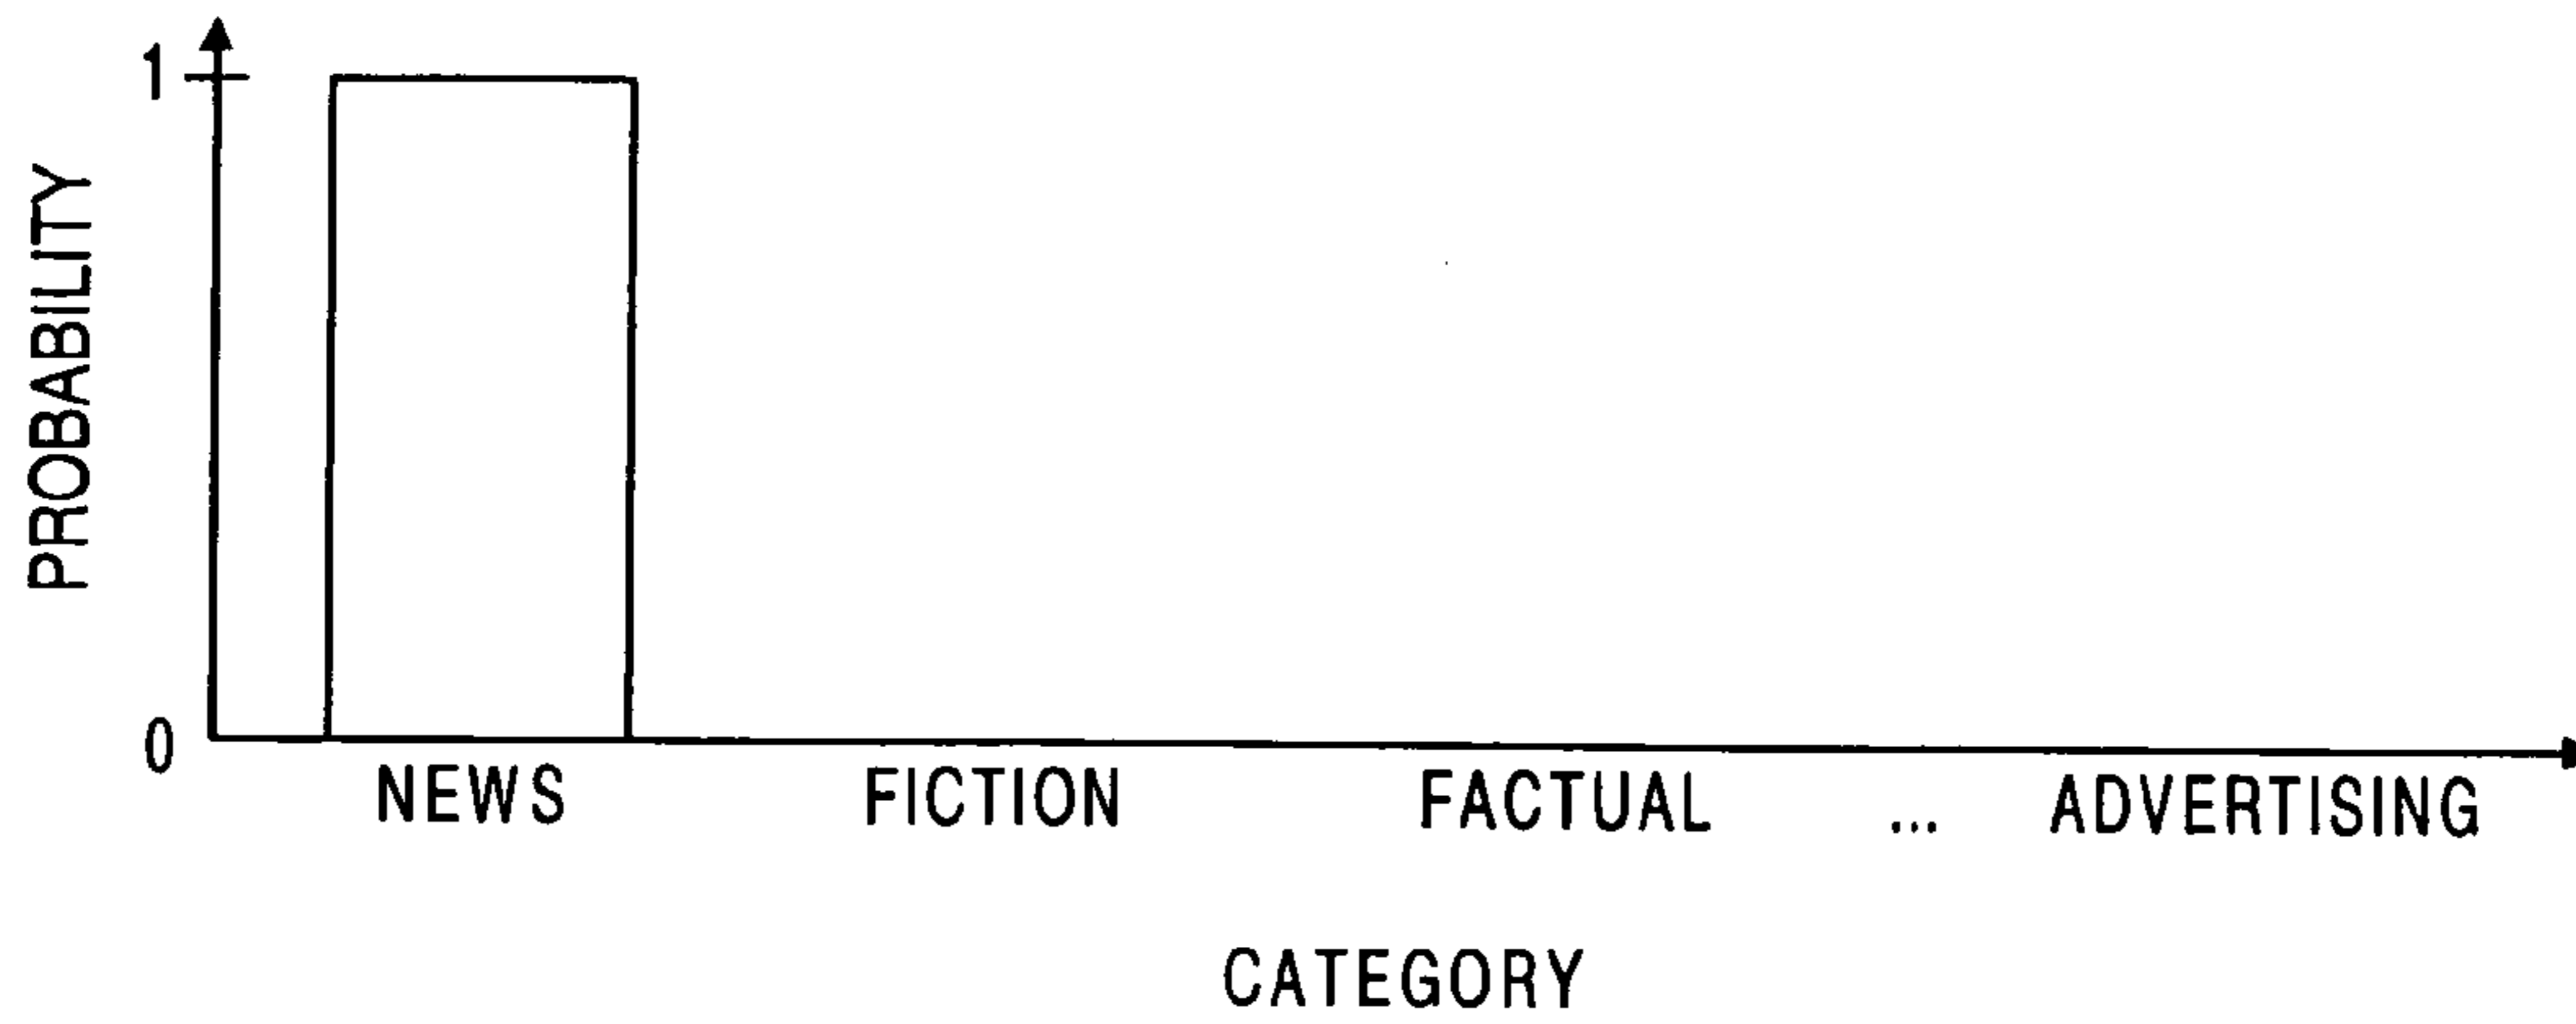 1
PROBABILITY
0
NEWS FICTION FACTUAL ... ADVERTISING
CATEGORY